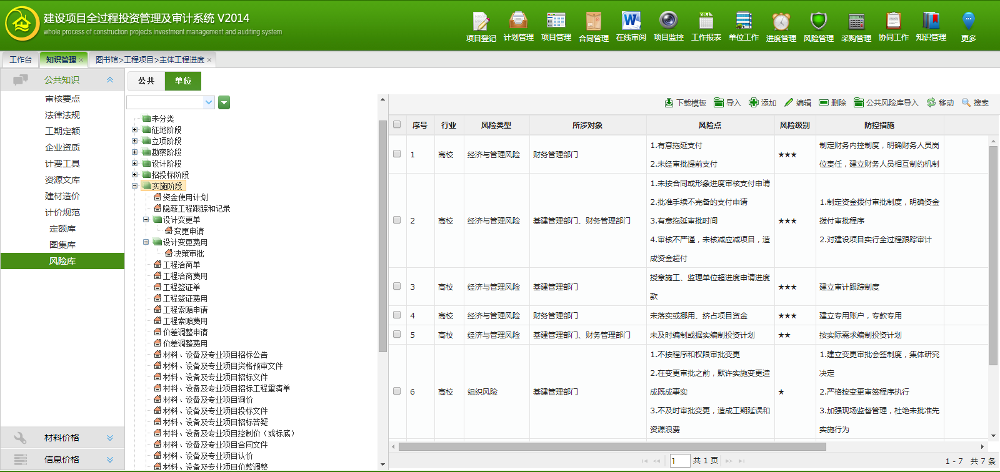 建设项目全过程投资管理及审计系统 V2014
whole process of construction projects investment management and auditing system
项目登记 计划管理 项目管理 合同管理 在线审阅 项目监控 工作报表 单位工作 进度管理 风险管理 采购管理 协同工作 知识管理 更多
工作台 知识管理 × 图书馆>工程项目>主体工程进度 ×
公共知识
审核要点
法律法规
工期定额
企业资质
计费工具
资源文库
建材造价
计价规范
定额库
图集库
风险库
材料价格
信息价格
公共 单位
未分类
征地阶段
立项阶段
勘察阶段
设计阶段
招投标阶段
实施阶段
资金使用计划
隐蔽工程跟踪和记录
设计变更单
变更申请
设计变更费用
决策审批
工程洽商单
工程洽商费用
工程签证单
工程签证费用
工程索赔申请
工程索赔费用
价差调整申请
价差调整费用
材料、设备及专业项目招标公告
材料、设备及专业项目资格预审文件
材料、设备及专业项目招标文件
材料、设备及专业项目招标工程量清单
材料、设备及专业项目询价
材料、设备及专业项目投标文件
材料、设备及专业项目招标答疑
材料、设备及专业项目控制价（或标底）
材料、设备及专业项目合同文件
材料、设备及专业项目认价
材料、设备及专业项目价款调整
下载模板 导入 添加 编辑 删除 公共风险库导入 移动 搜索
序号 行业 风险类型 所涉对象 风险点 风险级别 防控措施
1 高校 经济与管理风险 财务管理部门
1.有意拖延支付
2.未经审批提前支付
★★★
制定财务内控制度，明确财务人员岗
位责任，建立财务人员相互制约机制
2 高校 经济与管理风险 基建管理部门、财务管理部门
1.未按合同或形象进度审核支付申请
2.批准手续不完备的支付申请
3.有意拖延审批时间
4.审核不严谨，未核减应减项目，造
成资金超付
★★★
1.制定资金拨付审批制度，明确资金
拨付审批程序
2.对建设项目实行全过程跟踪审计
3 高校 经济与管理风险 基建管理部门
授意施工、监理单位超进度申请进度
款
★★★
建立审计跟踪制度
4 高校 经济与管理风险 财务管理部门 未落实或挪用、挤占项目资金 ★★★ 建立专用账户，专款专用
5 高校 经济与管理风险 基建管理部门、财务管理部门 未及时编制或据实编制投资计划 ★★ 按实际需求编制投资计划
6 高校 组织风险 基建管理部门
1.不按程序和权限审批变更
2.在变更审批之前，默许实施变更造
成既成事实
3.不及时审批变更，造成工期延误和
资源浪费
★
1.建立变更审批会签制度，集体研究
决定
2.严格按变更审签程序执行
3.加强现场监督管理，杜绝未批准先
实施行为
1 共 1 页
1 - 7 共 7 条